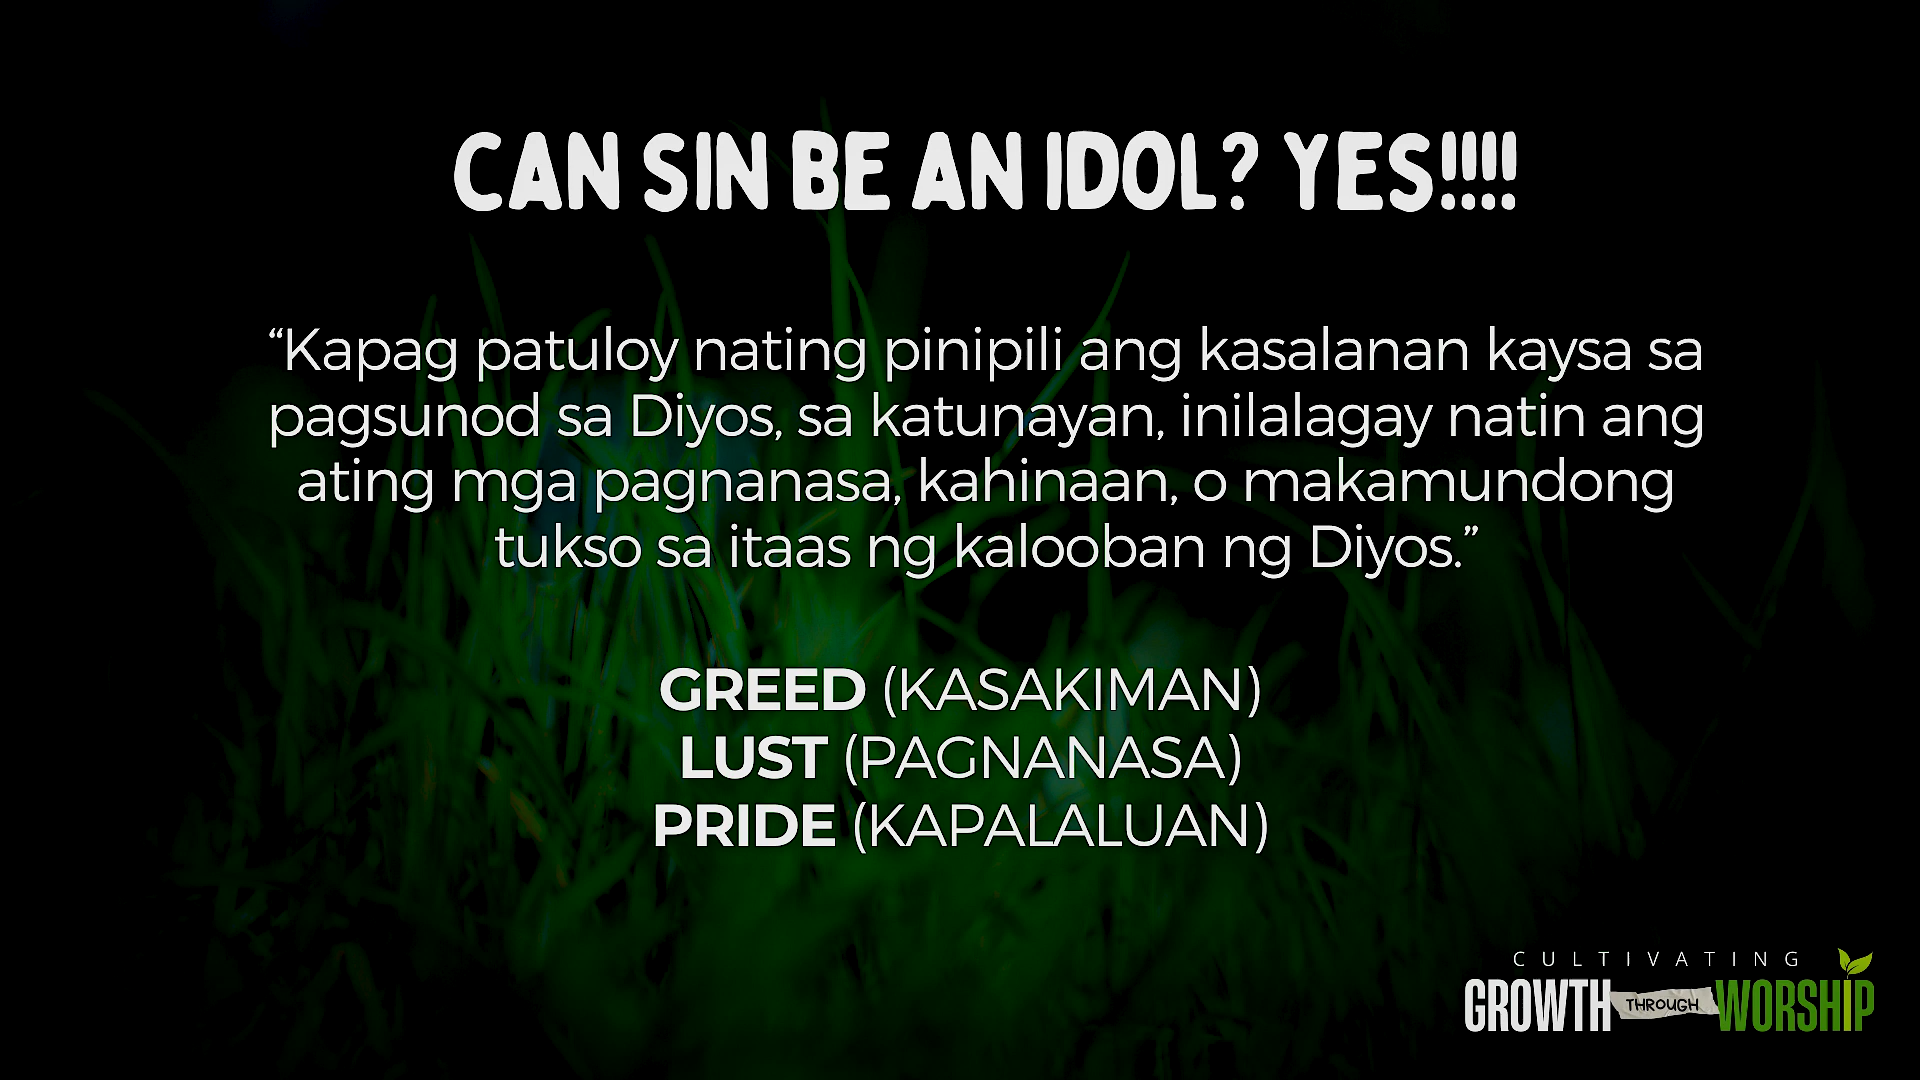 CAN SIN BE AN IDOL? YES!!!!
“Kapag patuloy nating pinipili ang kasalanan kaysa sa
pagsunod sa Diyos, sa katunayan, inilalagay natin ang
ating mga pagnanasa, kahinaan, o makamundong
tukso sa itaas ng kalooban ng Diyos.”
GREED (KASAKIMAN)
LUST (PAGNANASA)
PRIDE (KAPALALUAN)
CULTIVATING
GROWTH THROUGH WORSHIP